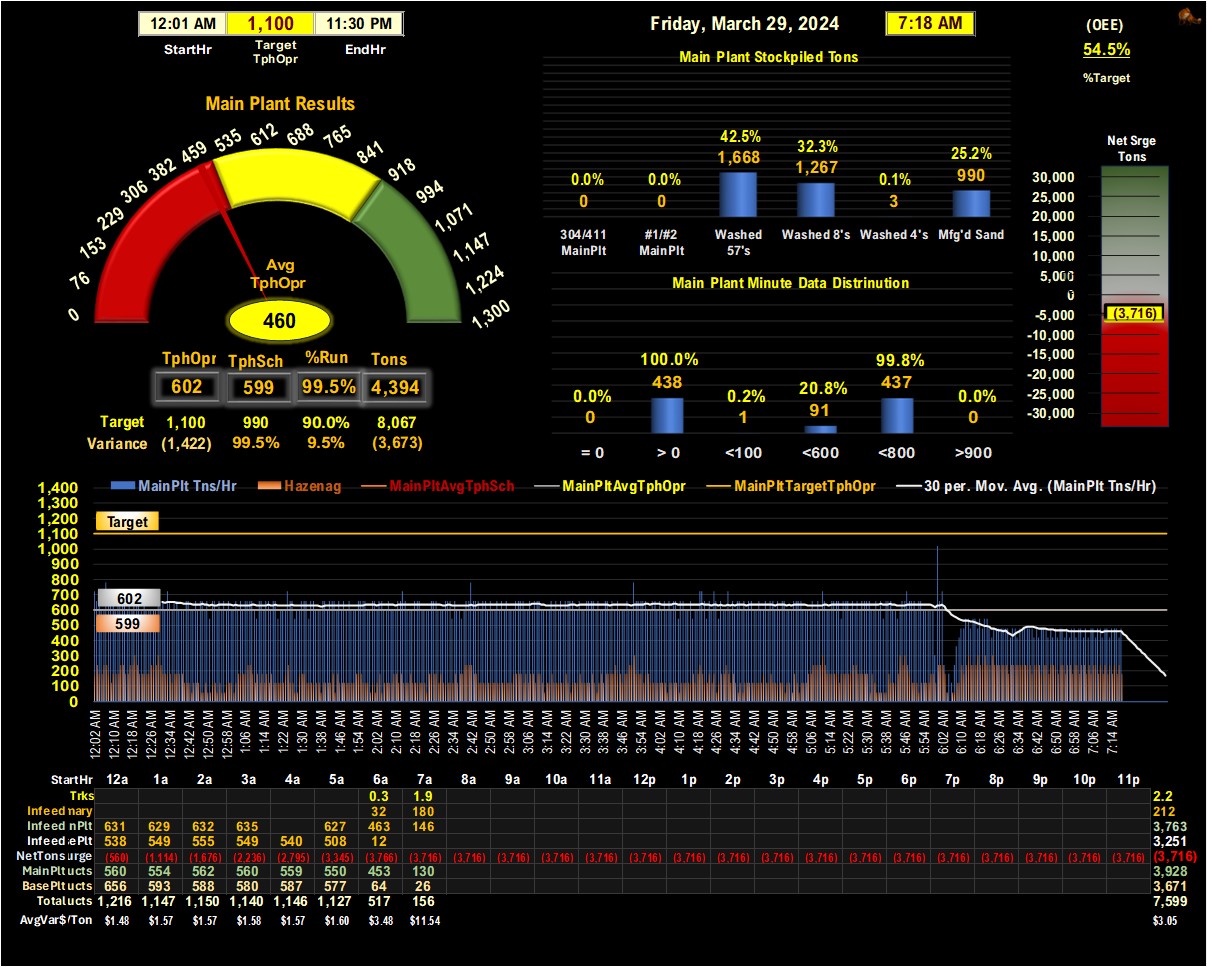 12:01 AM 1,100 11:30 PM
StartHr Target TphOpr EndHr
Friday, March 29, 2024 7:18 AM
(OEE)
54.5%
%Target
Main Plant Results
0 76 153 229 306 382 459 535 612 688 765 841 918 994 1,071 1,147 1,224 1,300
Avg
TphOpr
460
TphOpr TphSch %Run Tons
602 599 99.5% 4,394
Target 1,100 990 90.0% 8,067
Variance (1,422) 99.5% 9.5% (3,673)
Main Plant Stockpiled Tons
0.0% 0.0% 42.5% 32.3% 0.1% 25.2%
0 0 1,668 1,267 3 990
304/411 MainPlt #1/#2 MainPlt Washed 57's Washed 8's Washed 4's Mfg'd Sand
Main Plant Minute Data Distrinution
0.0% 100.0% 0.2% 20.8% 99.8% 0.0%
0 438 1 91 437 0
= 0 > 0 <100 <600 <800 >900
Net Srge
Tons
30,000
25,000
20,000
15,000
10,000
5,000
0
-5,000
-10,000
-15,000
-20,000
-25,000
-30,000
(3,716)
MainPlt Tns/Hr Hazenag MainPltAvgTphSch MainPltAvgTphOpr MainPltTargetTphOpr 30 per. Mov. Avg. (MainPlt Tns/Hr)
1,400
1,300
1,200
1,100
1,000
900
800
700
600
500
400
300
200
100
0
Target
602
599
12:02 AM 12:10 AM 12:18 AM 12:26 AM 12:34 AM 12:42 AM 12:50 AM 12:58 AM 1:06 AM 1:14 AM 1:22 AM 1:30 AM 1:38 AM 1:46 AM 1:54 AM 2:02 AM 2:10 AM 2:18 AM 2:26 AM 2:34 AM 2:42 AM 2:50 AM 2:58 AM 3:06 AM 3:14 AM 3:22 AM 3:30 AM 3:38 AM 3:46 AM 3:54 AM 4:02 AM 4:10 AM 4:18 AM 4:26 AM 4:34 AM 4:42 AM 4:50 AM 4:58 AM 5:06 AM 5:14 AM 5:22 AM 5:30 AM 5:38 AM 5:46 AM 5:54 AM 6:02 AM 6:10 AM 6:18 AM 6:26 AM 6:34 AM 6:42 AM 6:50 AM 6:58 AM 7:06 AM 7:14 AM
StartHr 12a 1a 2a 3a 4a 5a 6a 7a 8a 9a 10a 11a 12p 1p 2p 3p 4p 5p 6p 7p 8p 9p 10p 11p
Trks 0.3 1.9 2.2
Infeed nary 32 180 212
Infeed nPlt 631 629 632 635 627 463 146 3,763
Infeed ePlt 538 549 555 549 540 508 12 3,251
NetTons urge (560) (1,114) (1,676) (2,236) (2,795) (3,345) (3,766) (3,716) (3,716) (3,716) (3,716) (3,716) (3,716) (3,716) (3,716) (3,716) (3,716) (3,716) (3,716) (3,716) (3,716) (3,716) (3,716) (3,716) (3,716)
MainPlt ucts 560 554 562 560 559 550 453 130 3,928
BasePlt ucts 656 593 588 580 587 577 64 26 3,671
Total ucts 1,216 1,147 1,150 1,140 1,146 1,127 517 156 7,599
AvgVar$/Ton $1.48 $1.57 $1.57 $1.58 $1.57 $1.60 $3.48 $11.54 $3.05